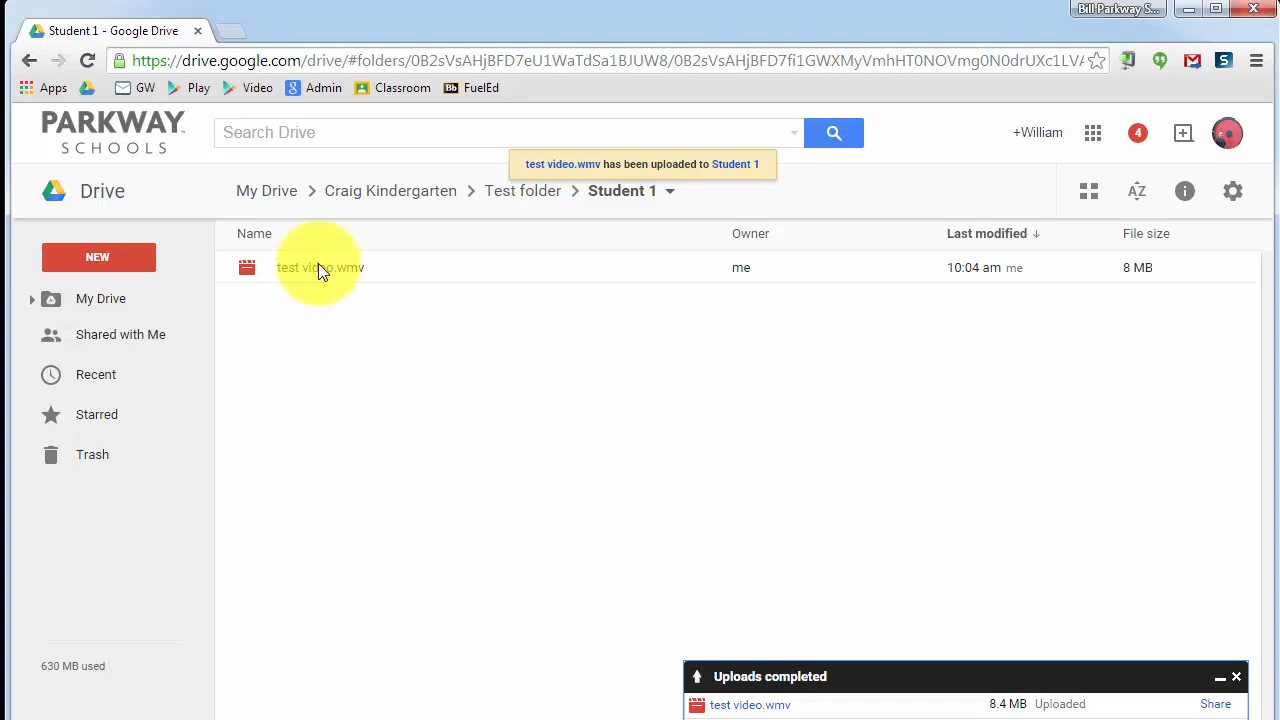 Bill Parkway S...
Student 1 - Google Drive
https://drive.google.com/drive/#folders/
Apps GW Play Video Admin Classroom FuelEd
PARKWAY
SCHOOLS
Search Drive
+William
4
test video.wmv has been uploaded to Student 1
Drive
My Drive > Craig Kindergarten > Test folder > Student 1
AZ
Name Owner Last modified File size
NEW
test video.wmv me 10:04 am me 8 MB
My Drive
Shared with Me
Recent
Starred
Trash
630 MB used
Uploads completed
test video.wmv 8.4 MB Uploaded Share